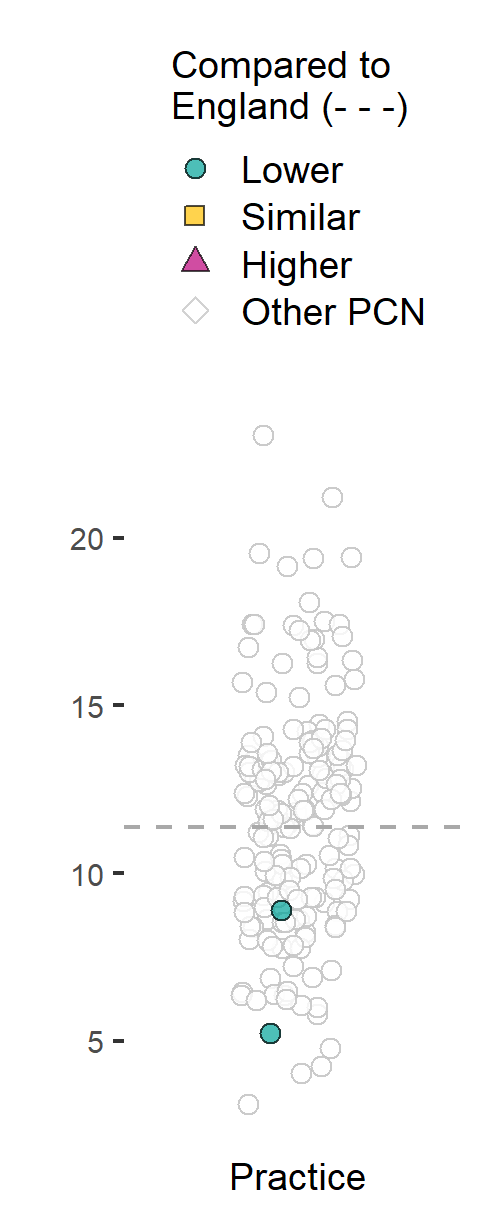 Compared to
England (- - -)
Lower
Similar
Higher
Other PCN
20
15
10
5
Practice